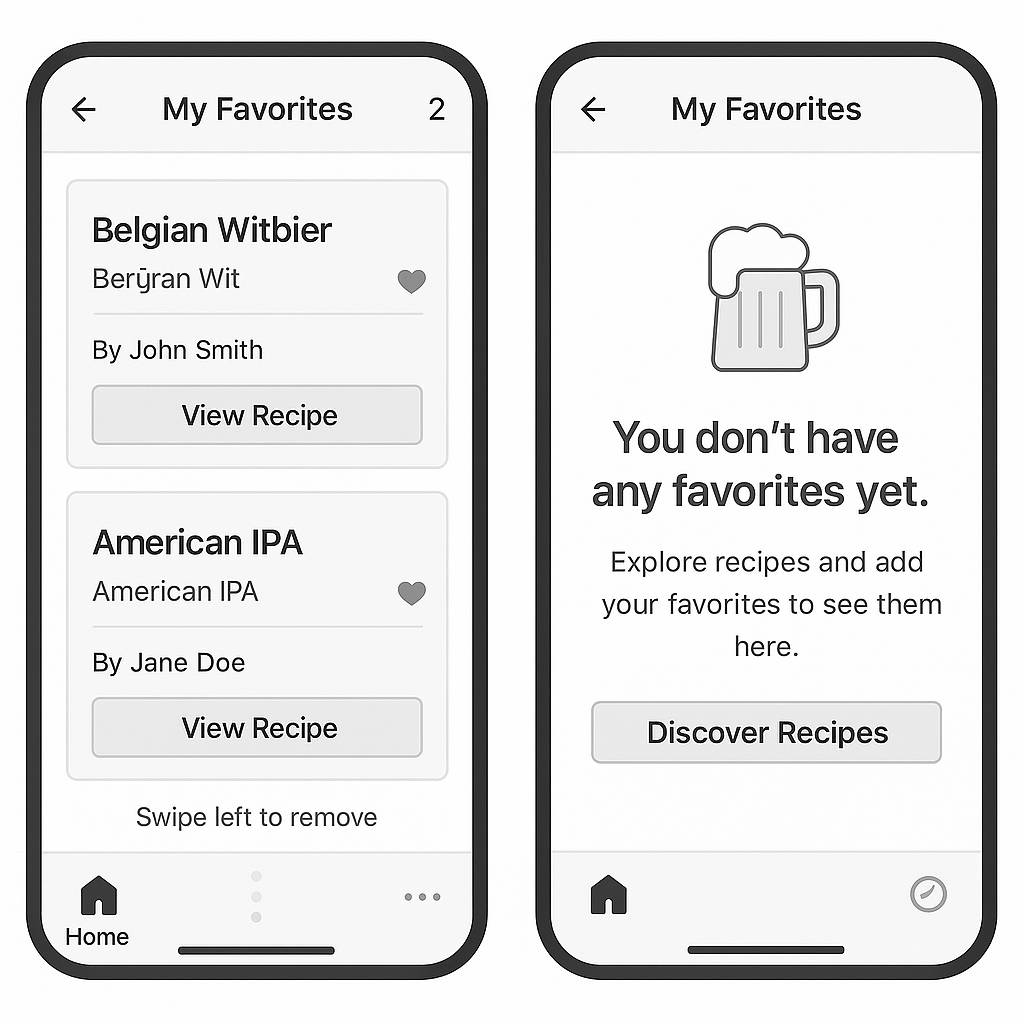 My Favorites 2
Belgian Witbier
Berȳran Wit
By John Smith
View Recipe
American IPA
American IPA
By Jane Doe
View Recipe
Swipe left to remove
Home
My Favorites
You don't have
any favorites yet.
Explore recipes and add
your favorites to see them
here.
Discover Recipes